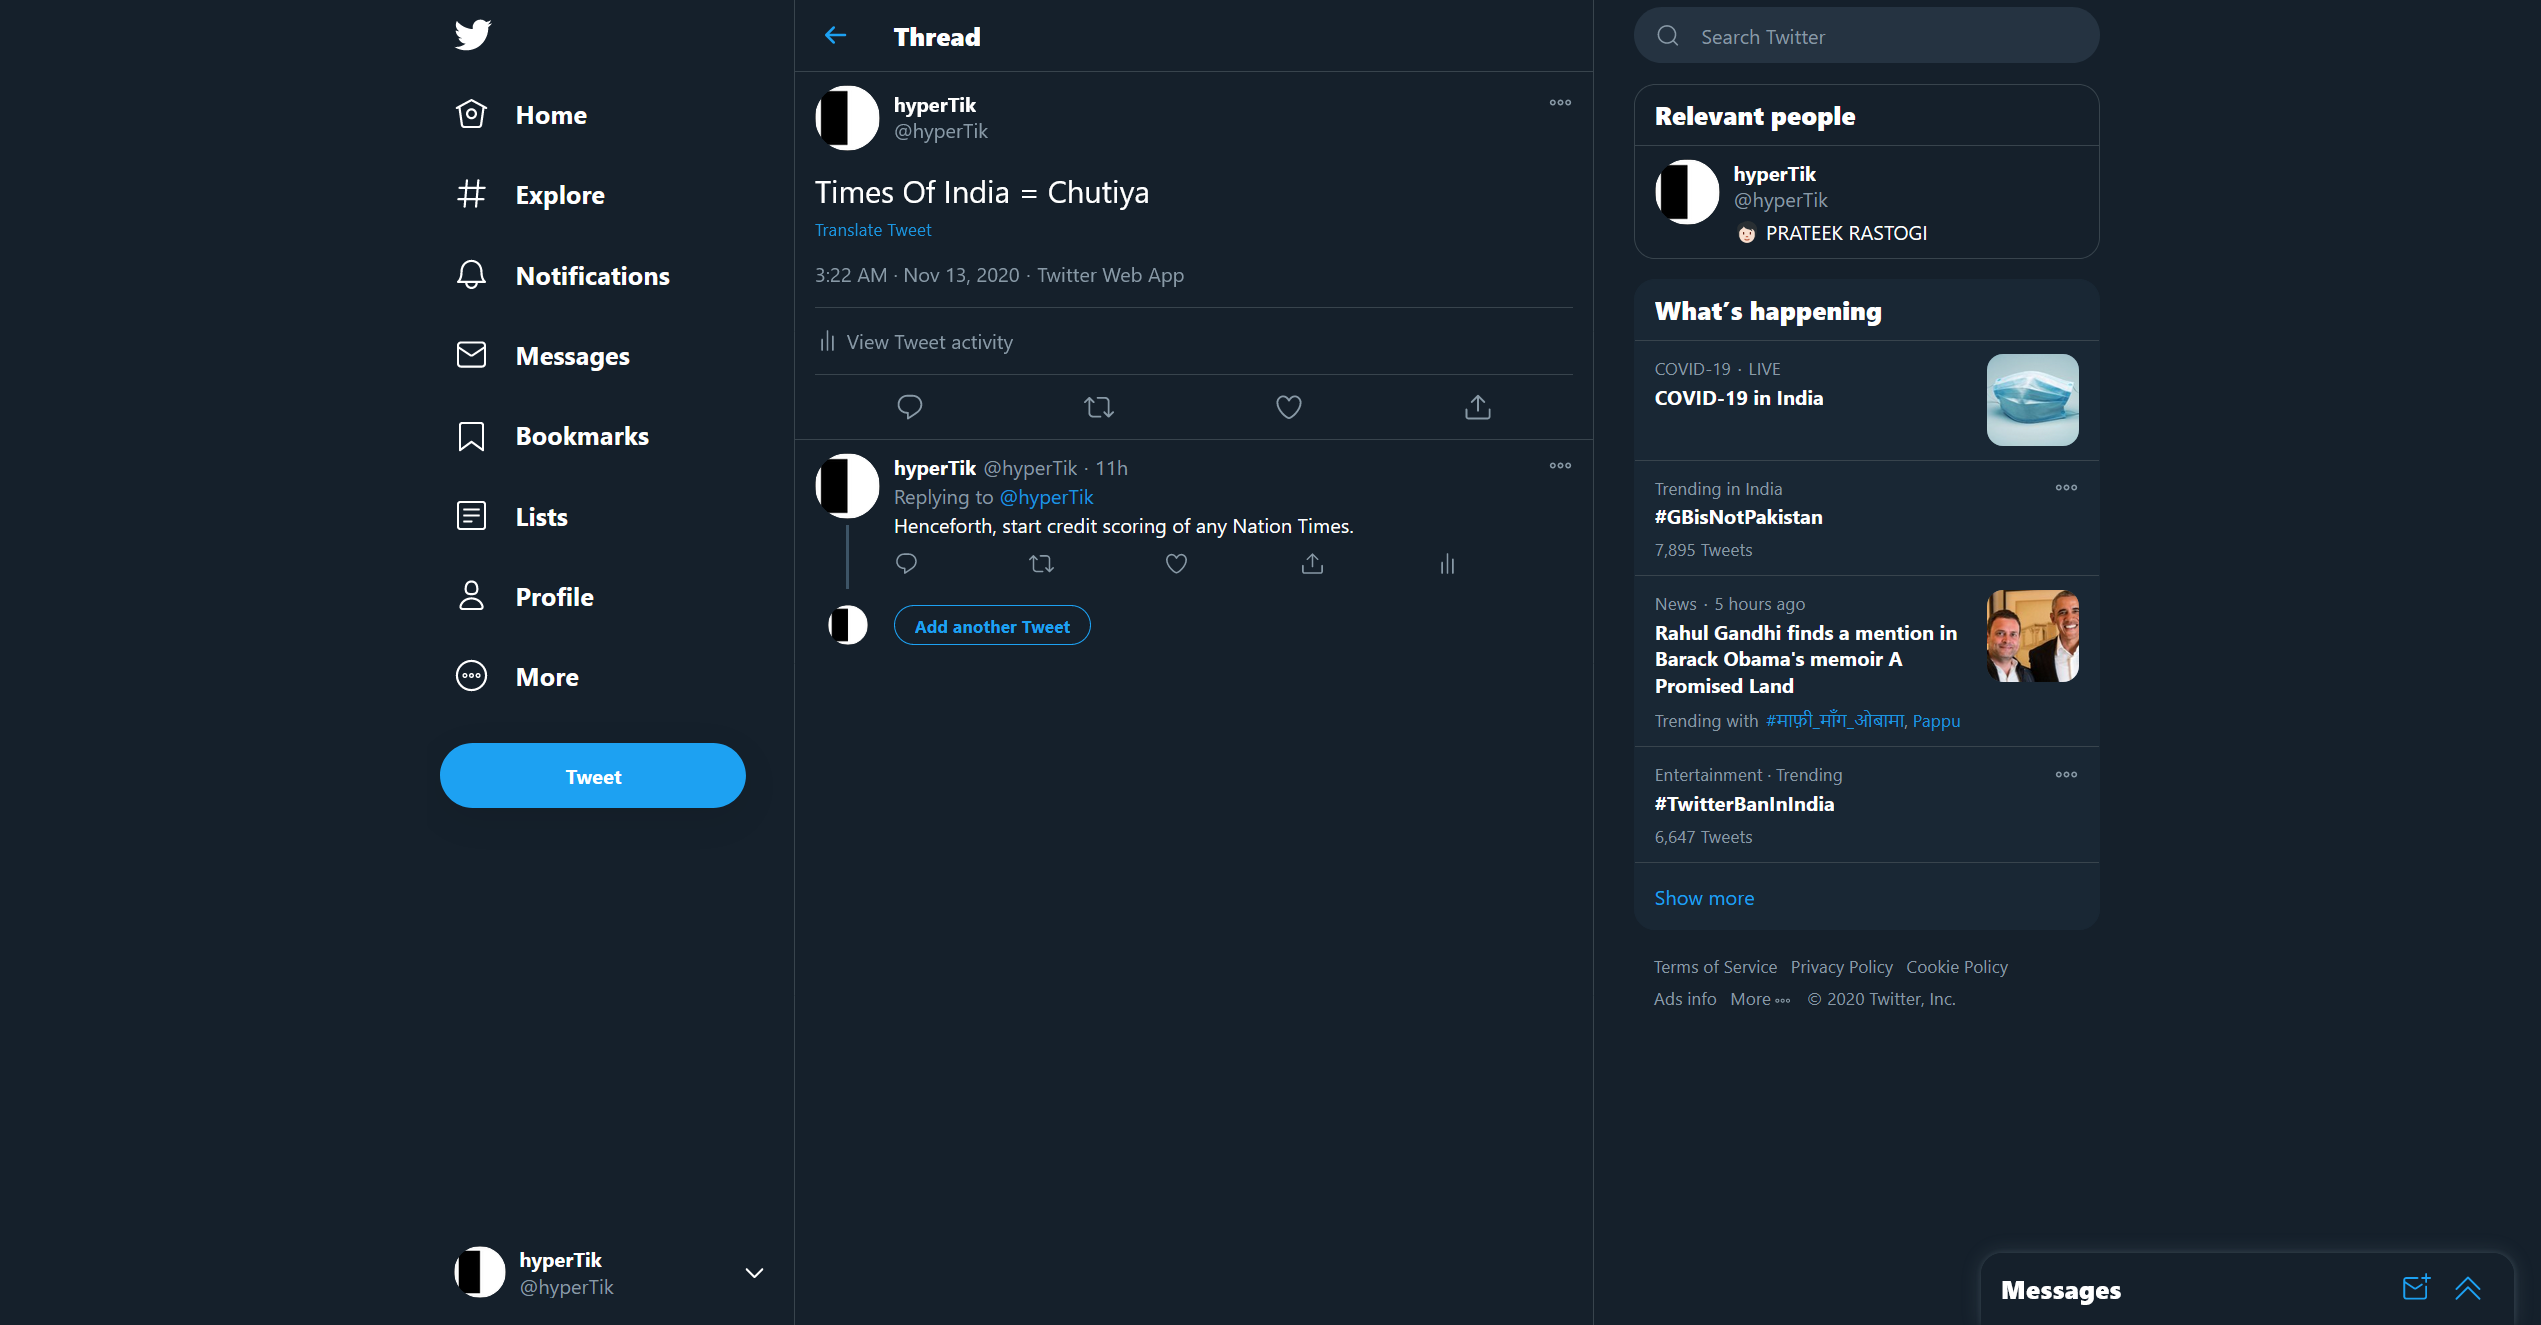 Home
Explore
Notifications
Messages
Bookmarks
Lists
Profile
More
Tweet
hyperTik
@hyperTik
Thread
hyperTik
@hyperTik
Times Of India = Chutiya
Translate Tweet
3:22 AM · Nov 13, 2020 · Twitter Web App
View Tweet activity
hyperTik @hyperTik · 11h
Replying to @hyperTik
Henceforth, start credit scoring of any Nation Times.
Add another Tweet
Search Twitter
Relevant people
hyperTik
@hyperTik
PRATEEK RASTOGI
What's happening
COVID-19 · LIVE
COVID-19 in India
Trending in India
#GBisNotPakistan
7,895 Tweets
News · 5 hours ago
Rahul Gandhi finds a mention in
Barack Obama's memoir A
Promised Land
Trending with #माफ़ी_माँग_ओबामा, Pappu
Entertainment · Trending
#TwitterBanInIndia
6,647 Tweets
Show more
Terms of Service Privacy Policy Cookie Policy
Ads info More © 2020 Twitter, Inc.
Messages